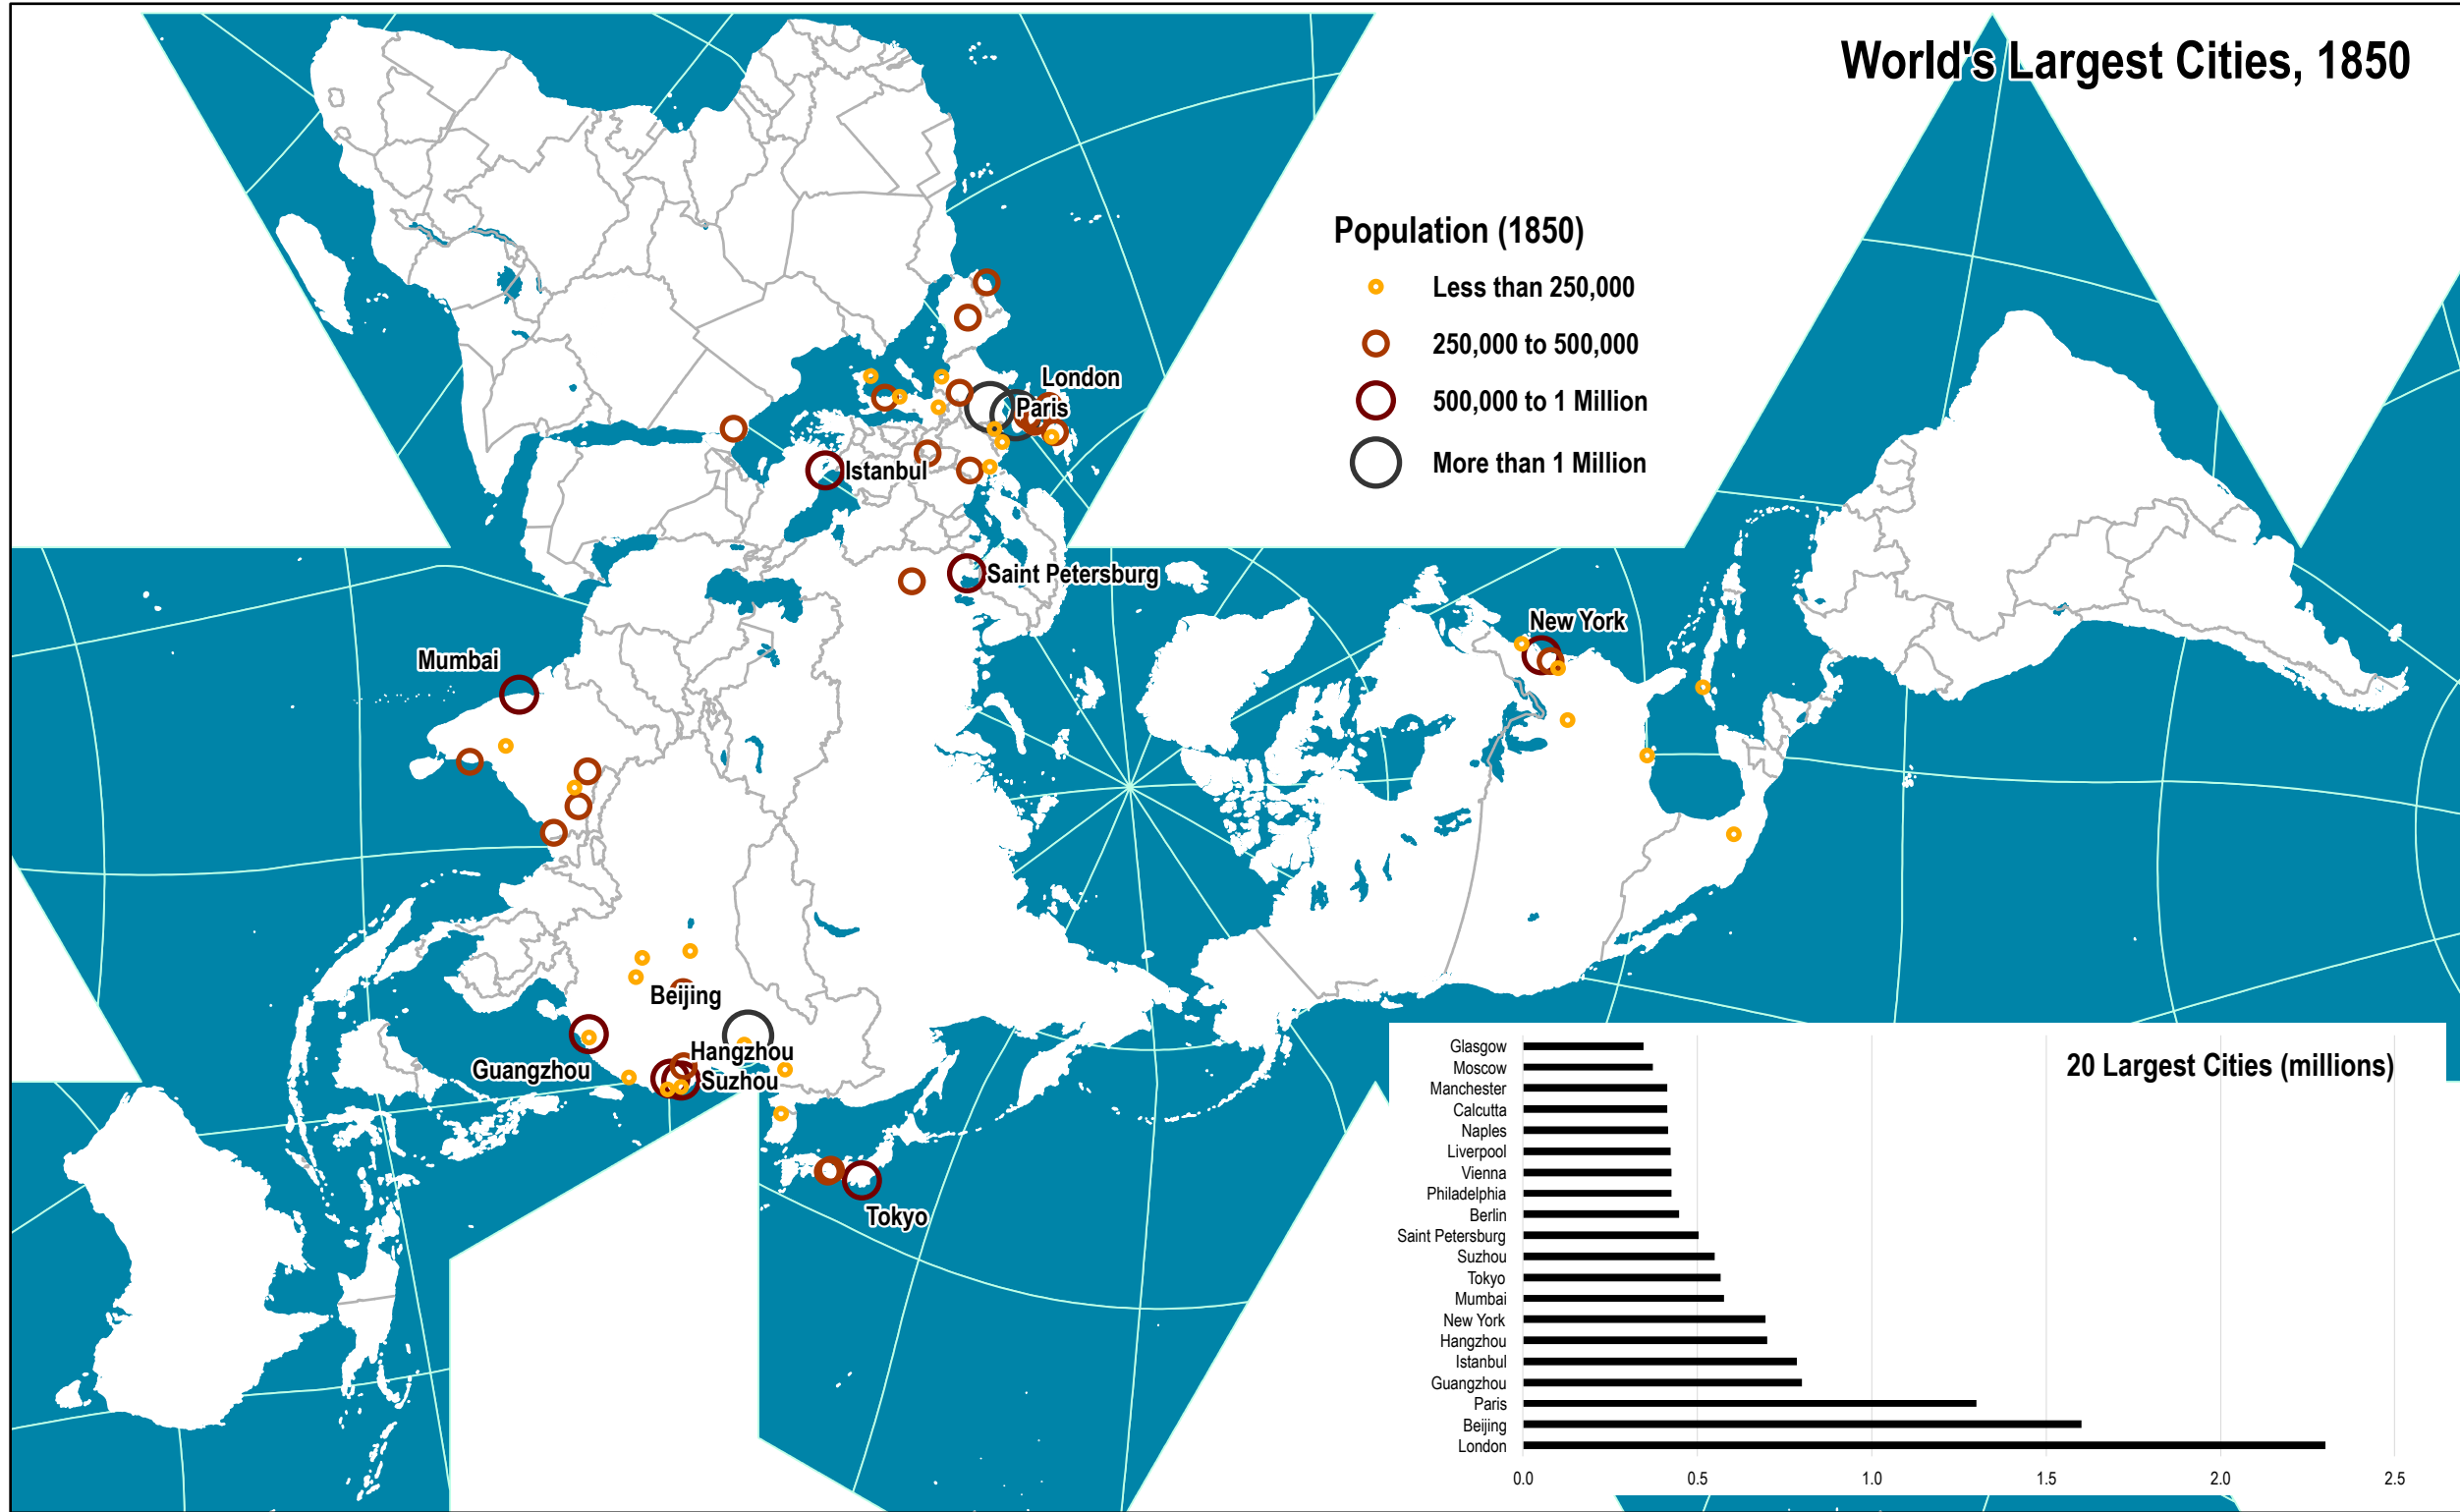 World's Largest Cities, 1850
Population (1850)
Less than 250,000
250,000 to 500,000
500,000 to 1 Million
More than 1 Million
London
Paris
Istanbul
Saint Petersburg
New York
Mumbai
Beijing
Hangzhou
Guangzhou
Suzhou
Tokyo
20 Largest Cities (millions)
Glasgow
Moscow
Manchester
Calcutta
Naples
Liverpool
Vienna
Philadelphia
Berlin
Saint Petersburg
Suzhou
Tokyo
Mumbai
New York
Hangzhou
Istanbul
Guangzhou
Paris
Beijing
London
0.0 0.5 1.0 1.5 2.0 2.5